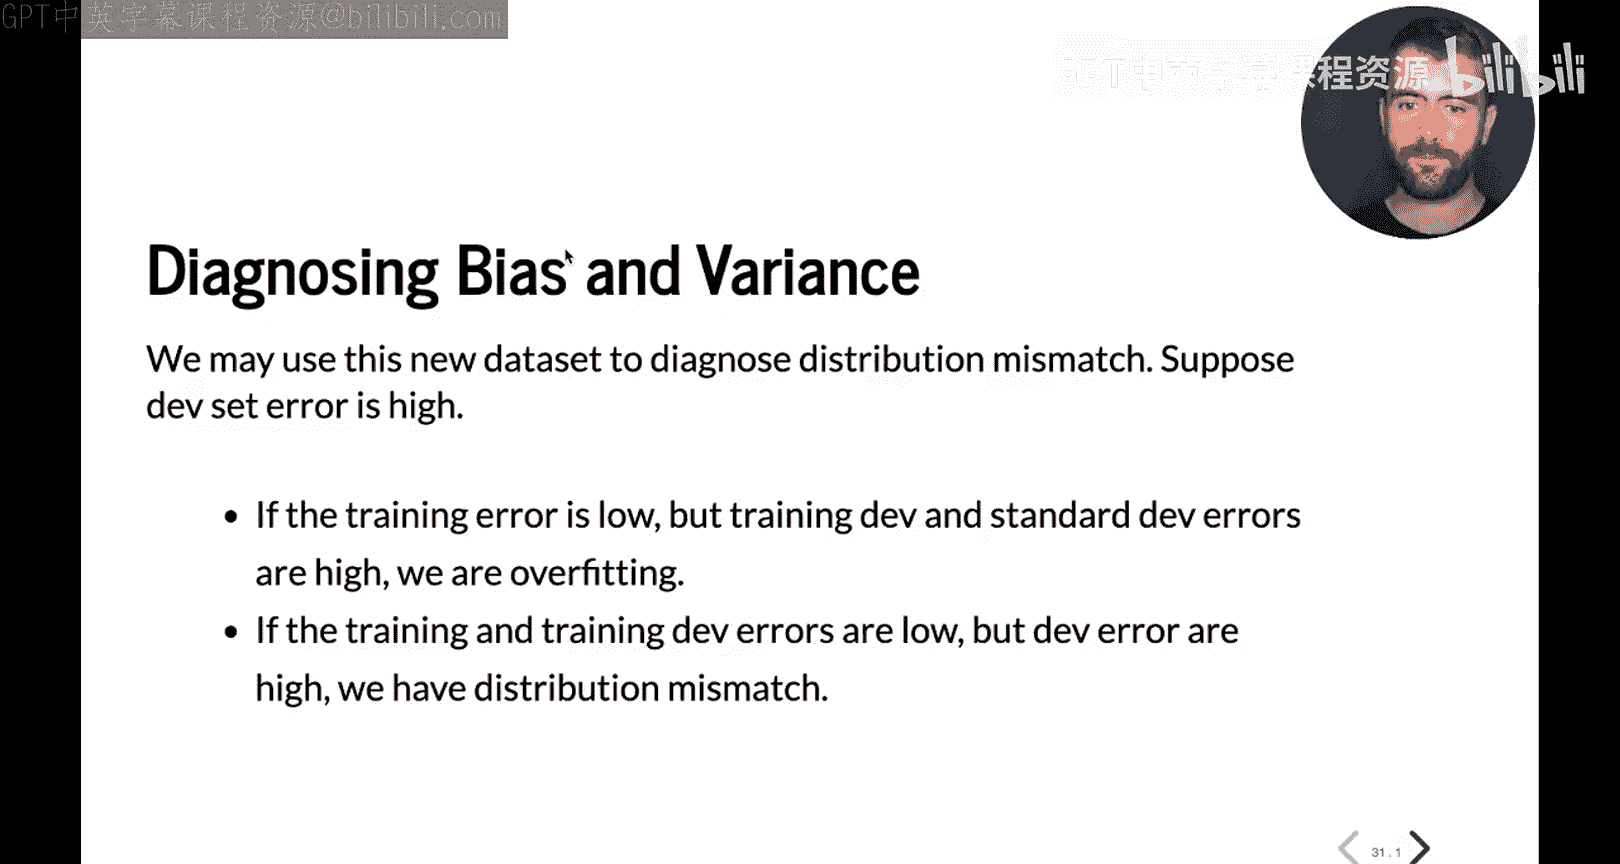 GPT中英字幕课程资源@bilibili.com
程资源 bilibili
Diagnosing Bias and Variance
We may use this new dataset to diagnose distribution mismatch. Suppose
dev set error is high.
• If the training error is low, but training dev and standard dev errors
are high, we are overfitting.
• If the training and training dev errors are low, but dev error are
high, we have distribution mismatch.
31.1